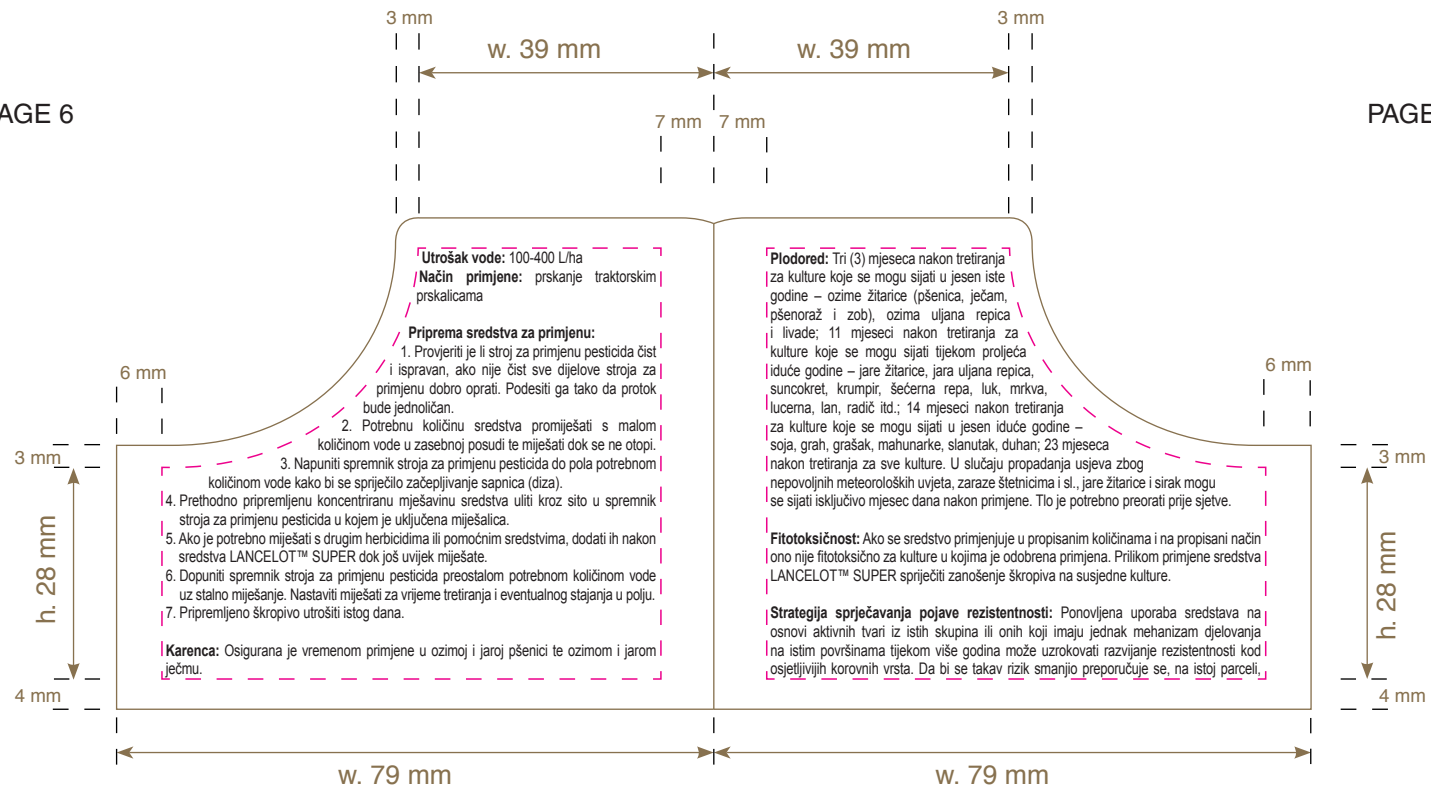 3 mm
3 mm
w. 39 mm
w. 39 mm
AGE 6
PAGE
7 mm
7 mm
6 mm
6 mm
3 mm
3 mm
h. 28 mm
h. 28 mm
4 mm
4 mm
w. 79 mm
w. 79 mm
Utrošak vode: 100-400 L/ha
Način primjene: prskanje traktorskim
prskalicama
Priprema sredstva za primjenu:
1. Provjeriti je li stroj za primjenu pesticida čist
i ispravan, ako nije čist sve dijelove stroja za
primjenu dobro oprati. Podesiti ga tako da protok
bude jednoličan.
2. Potrebnu količinu sredstva promiješati s malom
količinom vode u zasebnoj posudi te miješati dok se ne otopi.
3. Napuniti spremnik stroja za primjenu pesticida do pola potrebnom
količinom vode kako bi se spriječilo začepljivanje sapnica (diza).
4. Prethodno pripremljenu koncentriranu mješavinu sredstva uliti kroz sito u spremnik
stroja za primjenu pesticida u kojem je uključena miješalica.
5. Ako je potrebno miješati s drugim herbicidima ili pomoćnim sredstvima, dodati ih nakon
sredstva LANCELOT™ SUPER dok još uvijek miješate.
6. Dopuniti spremnik stroja za primjenu pesticida preostalom potrebnom količinom vode
uz stalno miješanje. Nastaviti miješati za vrijeme tretiranja i eventualnog stajanja u polju.
7. Pripremljeno škropivo utrošiti istog dana.
Karenca: Osigurana je vremenom primjene u ozimoj i jaroj pšenici te ozimom i jarom
ječmu.
Plodored: Tri (3) mjeseca nakon tretiranja
za kulture koje se mogu sijati u jesen iste
godine – ozime žitarice (pšenica, ječam,
pšenoraž i zob), ozima uljana repica
i livade; 11 mjeseci nakon tretiranja za
kulture koje se mogu sijati tijekom proljeća
iduće godine – jare žitarice, jara uljana repica,
suncokret, krumpir, šećerna repa, luk, mrkva,
lucerna, lan, radič itd.; 14 mjeseci nakon tretiranja
za kulture koje se mogu sijati u jesen iduće godine –
soja, grah, grašak, mahunarke, slanutak, duhan; 23 mjeseca
nakon tretiranja za sve kulture. U slučaju propadanja usjeva zbog
nepovoljnih meteoroloških uvjeta, zaraze štetnicima i sl., jare žitarice i sirak mogu
se sijati isključivo mjesec dana nakon primjene. Tlo je potrebno preorati prije sjetve.
Fitotoksičnost: Ako se sredstvo primjenjuje u propisanim količinama i na propisani način
ono nije fitotoksično za kulture u kojima je odobrena primjena. Prilikom primjene sredstva
LANCELOT™ SUPER spriječiti zanošenje škropiva na susjedne kulture.
Strategija sprječavanja pojave rezistentnosti: Ponovljena uporaba sredstava na
osnovi aktivnih tvari iz istih skupina ili onih koji imaju jednak mehanizam djelovanja
na istim površinama tijekom više godina može uzrokovati razvijanje rezistentnosti kod
osjetljivijih korovnih vrsta. Da bi se takav rizik smanjio preporučuje se, na istoj parceli,